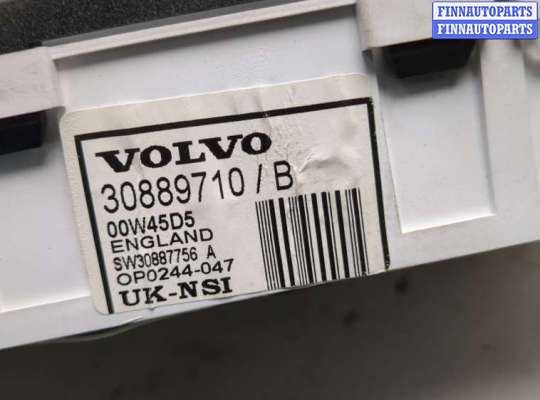 FINNAUTOPARTS
FINNAUTOPARTS
VOLVO
30889710 / B
00W45D5
ENGLAND
SW30887756 A
OP0244-047
UK-NSI